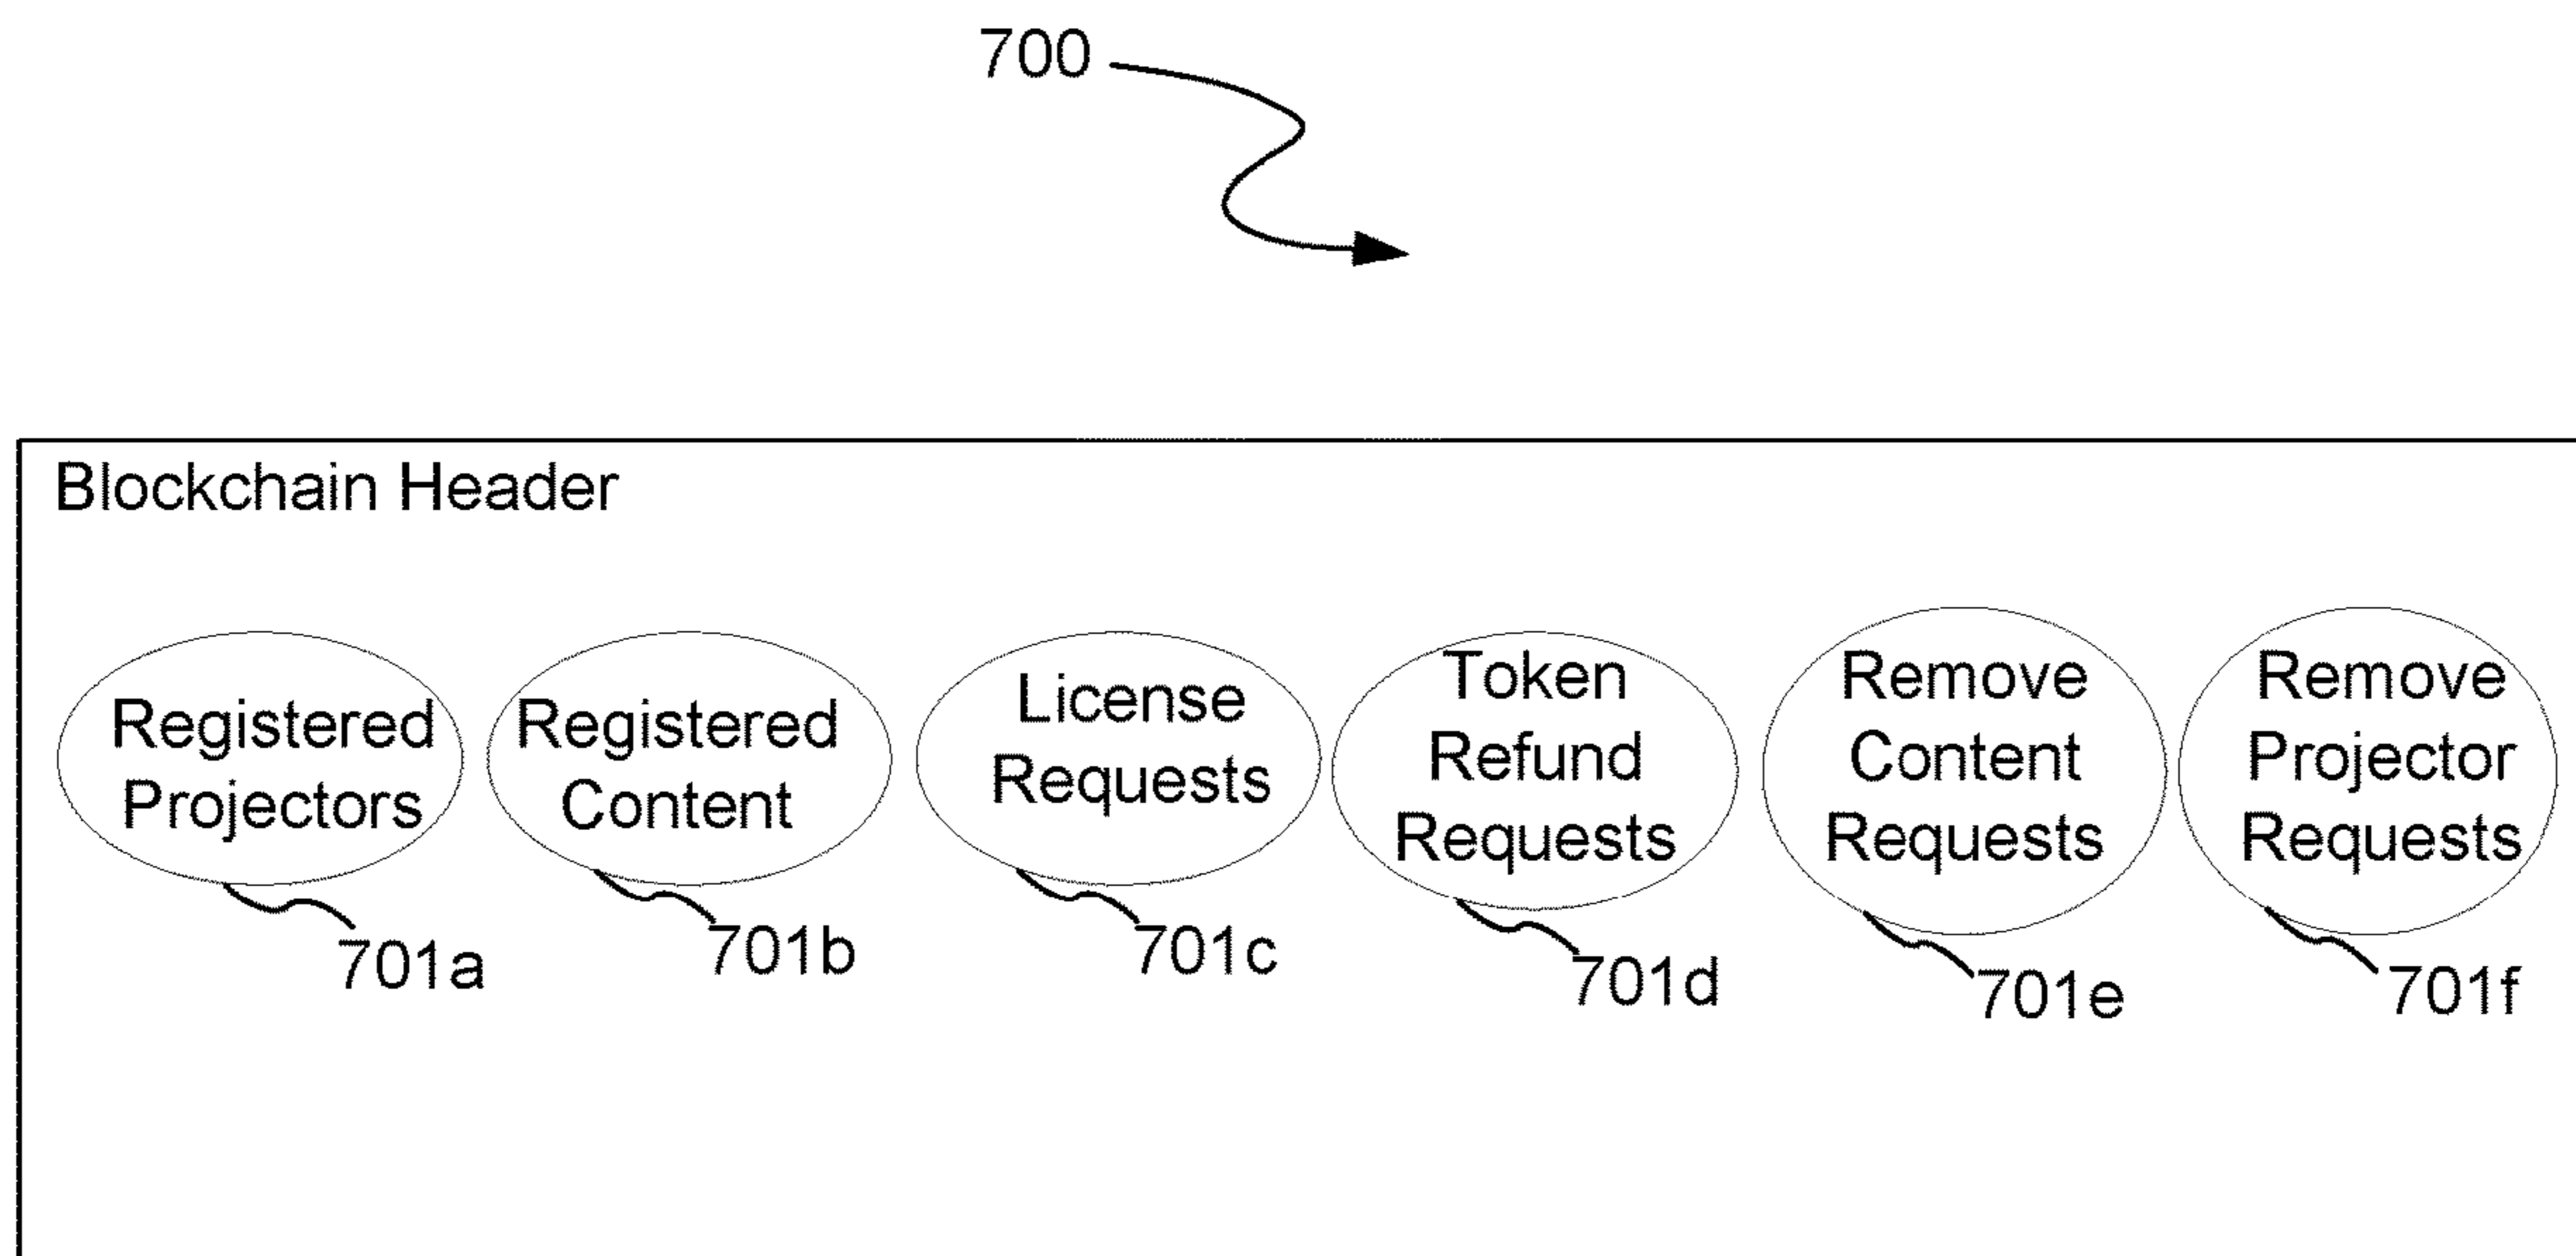 700
Blockchain Header
Registered
Projectors
Registered
Content
License
Requests
Token
Refund
Requests
Remove
Content
Requests
Remove
Projector
Requests
701a
701b
701c
701d
701e
701f